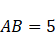 AB = 5